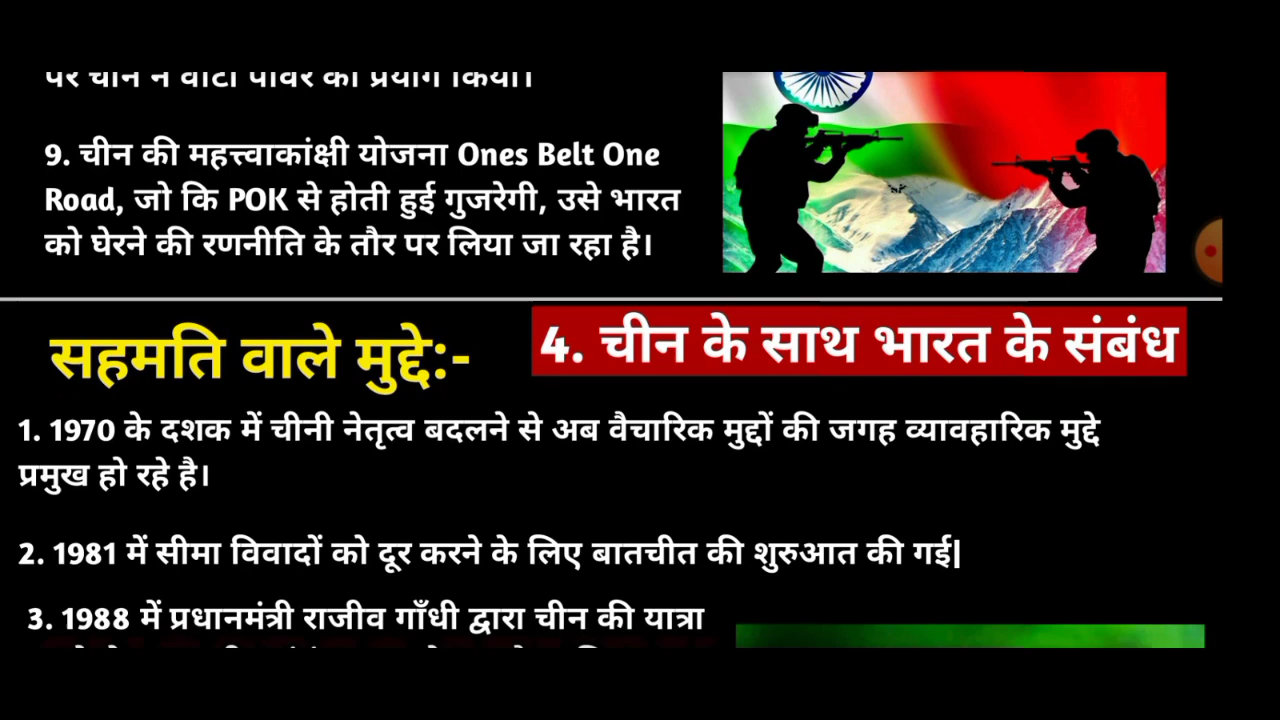 पर चीन ने वीटो पावर का प्रयोग किया।
9. चीन की महत्त्वाकांक्षी योजना Ones Belt One
Road, जो कि POK से होती हुई गुजरेगी, उसे भारत
को घेरने की रणनीति के तौर पर लिया जा रहा है।
सहमति वाले मुद्दे:-
4. चीन के साथ भारत के संबंध
1. 1970 के दशक में चीनी नेतृत्व बदलने से अब वैचारिक मुद्दों की जगह व्यावहारिक मुद्दे
प्रमुख हो रहे है।
2. 1981 में सीमा विवादों को दूर करने के लिए बातचीत की शुरुआत की गई|
3. 1988 में प्रधानमंत्री राजीव गाँधी द्वारा चीन की यात्रा